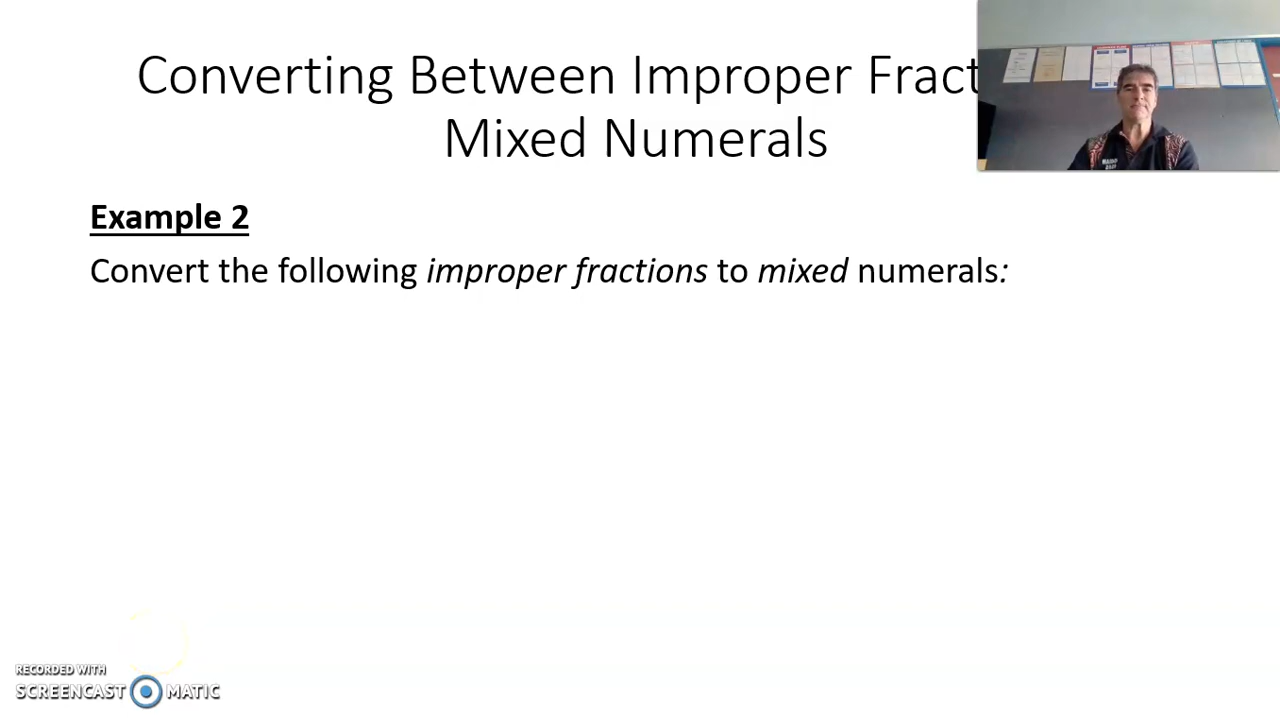 Converting Between Improper Fract
Mixed Numerals
Example 2
Convert the following improper fractions to mixed numerals:
RECORDED WITH
SCREENCAST MATIC